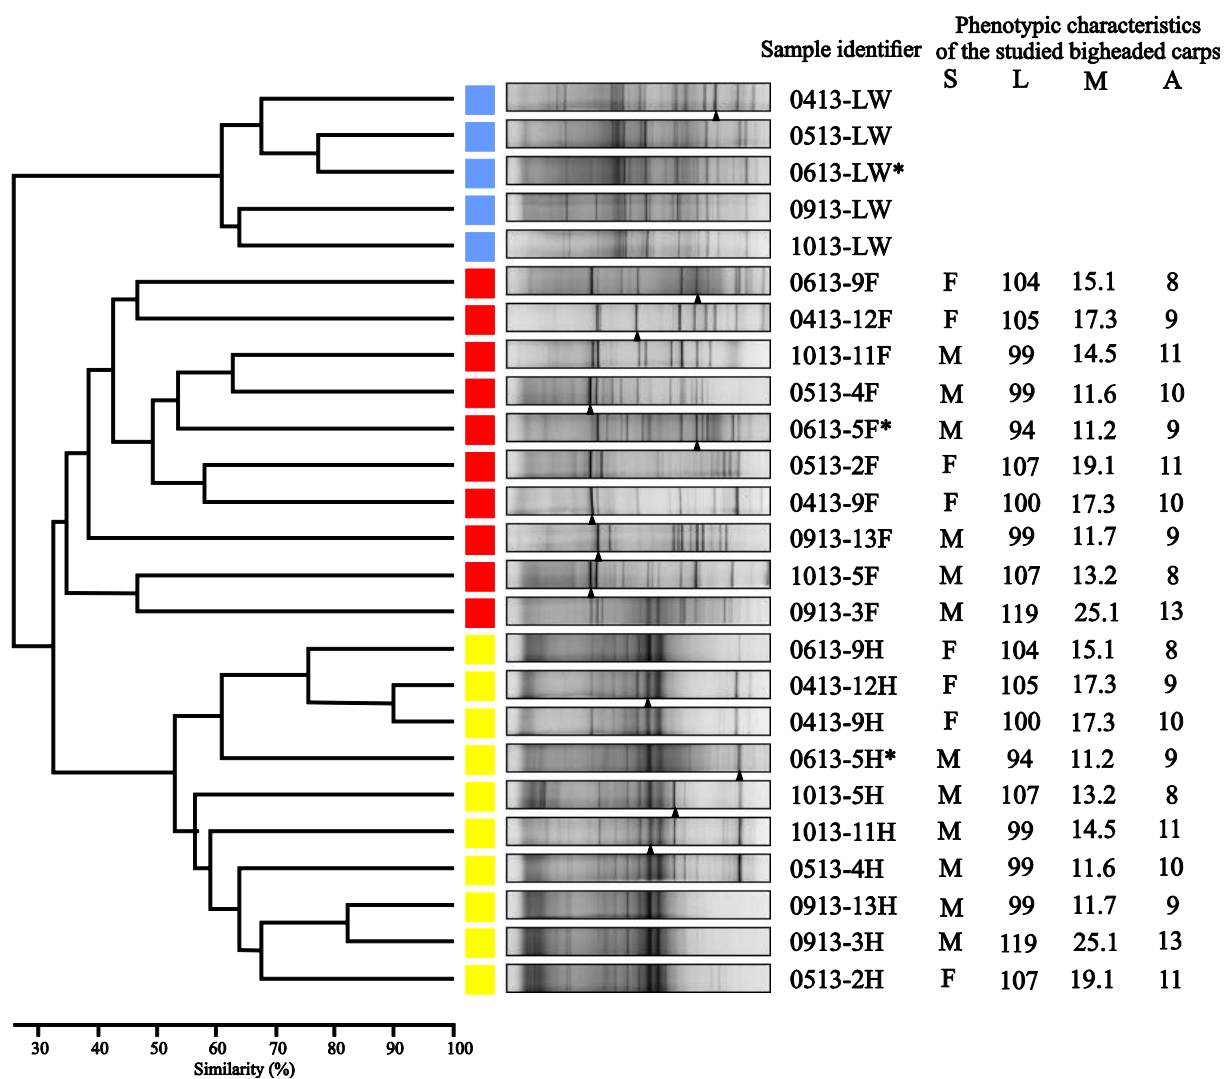 Phenotypic characteristics
Sample identifier of the studied bigheaded carps
S L M A
0413-LW
0513-LW
0613-LW*
0913-LW
1013-LW
0613-9F F 104 15.1 8
0413-12F F 105 17.3 9
1013-11F M 99 14.5 11
0513-4F M 99 11.6 10
0613-5F* M 94 11.2 9
0513-2F F 107 19.1 11
0413-9F F 100 17.3 10
0913-13F M 99 11.7 9
1013-5F M 107 13.2 8
0913-3F M 119 25.1 13
0613-9H F 104 15.1 8
0413-12H F 105 17.3 9
0413-9H F 100 17.3 10
0613-5H* M 94 11.2 9
1013-5H M 107 13.2 8
1013-11H M 99 14.5 11
0513-4H M 99 11.6 10
0913-13H M 99 11.7 9
0913-3H M 119 25.1 13
0513-2H F 107 19.1 11
30 40 50 60 70 80 90 100
Similarity (%)